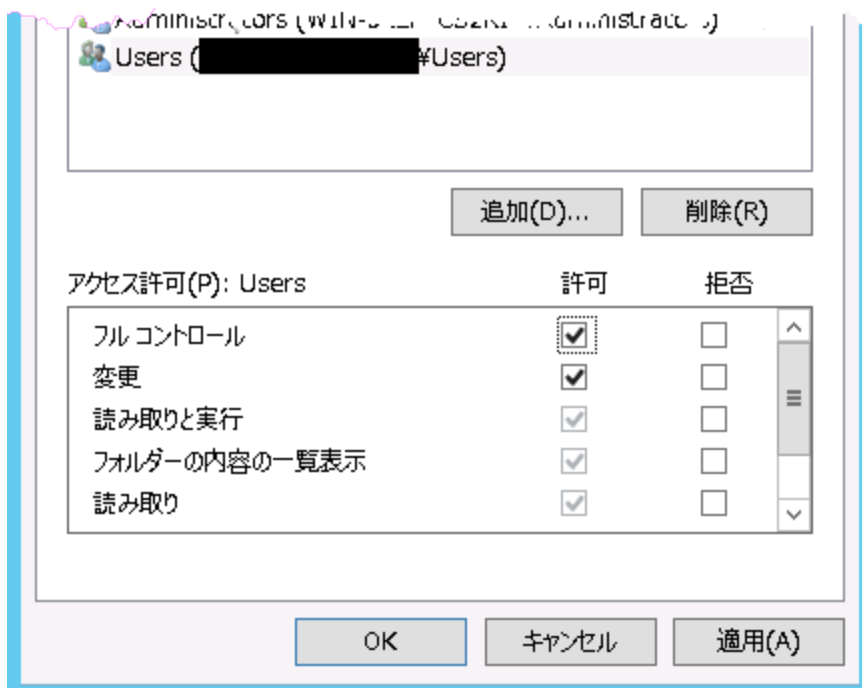 Users (¥Users)
追加(D)... 削除(R)
アクセス許可(P): Users 許可 拒否
フル コントロール
変更
読み取りと実行
フォルダーの内容の一覧表示
読み取り
OK キャンセル 適用(A)